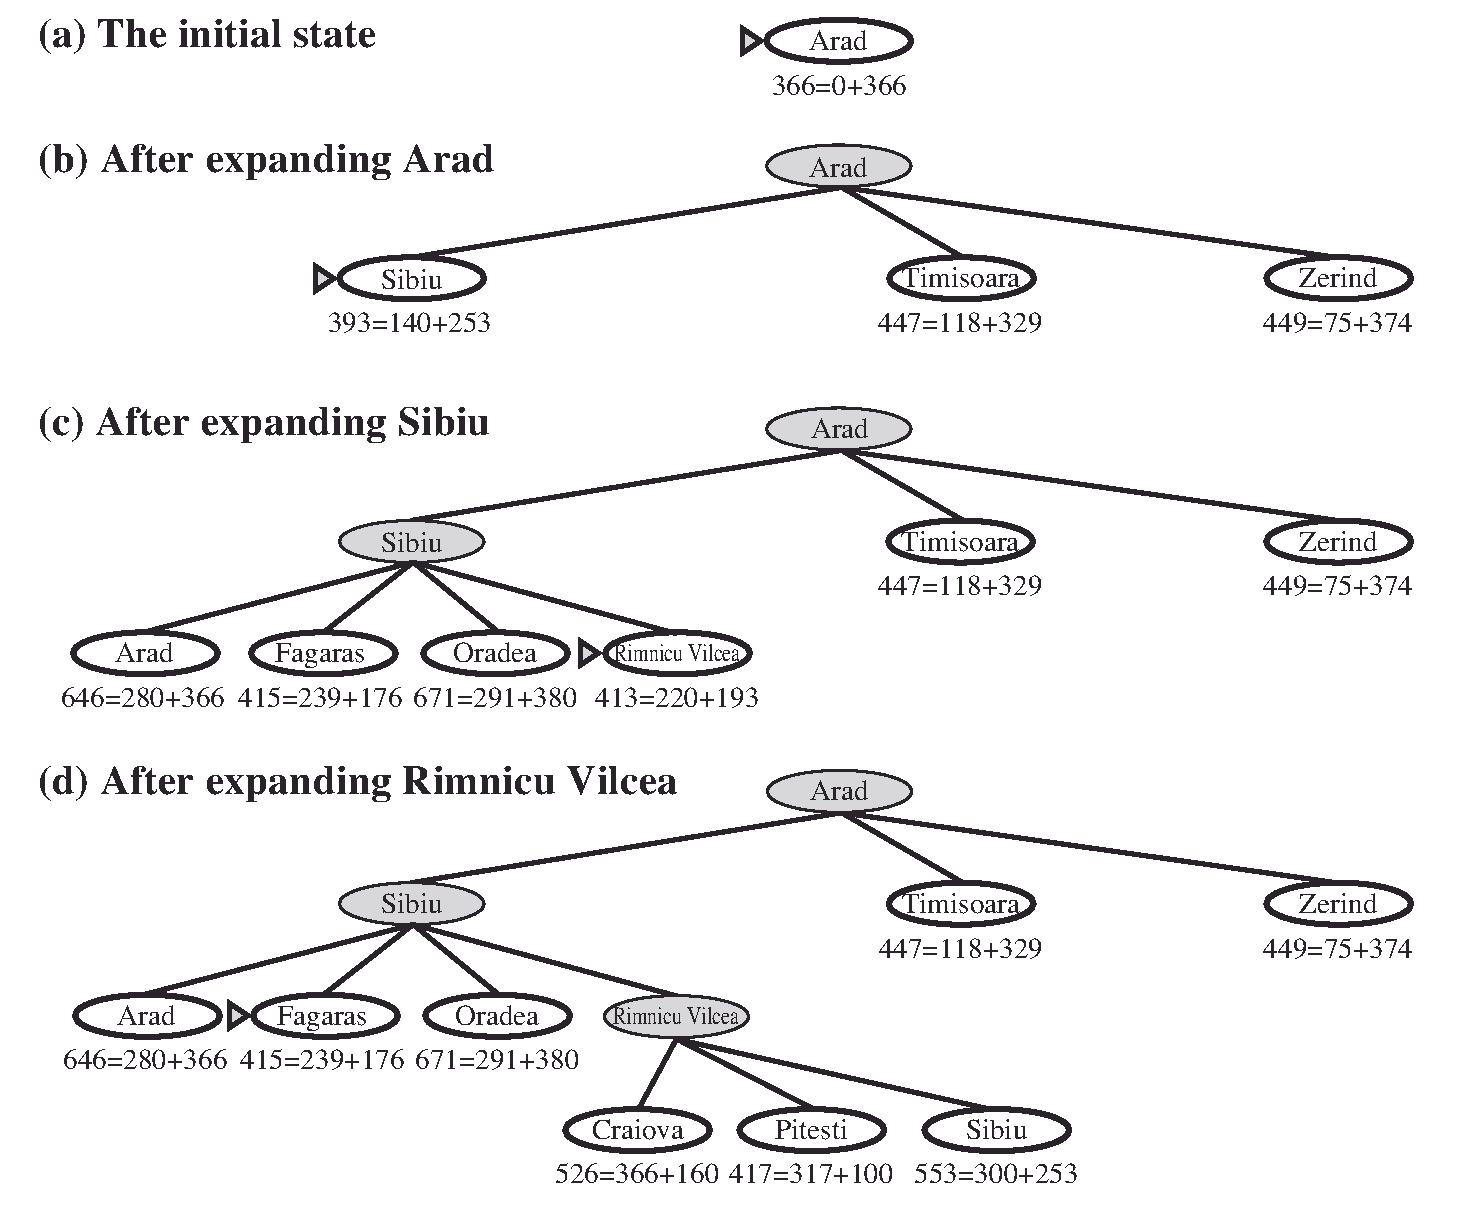 (a) The initial state
Arad
366=0+366
(b) After expanding Arad
Arad
Sibiu Timisoara Zerind
393=140+253 447=118+329 449=75+374
(c) After expanding Sibiu
Arad
Sibiu Timisoara Zerind
447=118+329 449=75+374
Arad Fagaras Oradea Rimnicu Vilcea
646=280+366 415=239+176 671=291+380 413=220+193
(d) After expanding Rimnicu Vilcea
Arad
Sibiu Timisoara Zerind
447=118+329 449=75+374
Arad Fagaras Oradea Rimnicu Vilcea
646=280+366 415=239+176 671=291+380
Craiova Pitesti Sibiu
526=366+160 417=317+100 553=300+253